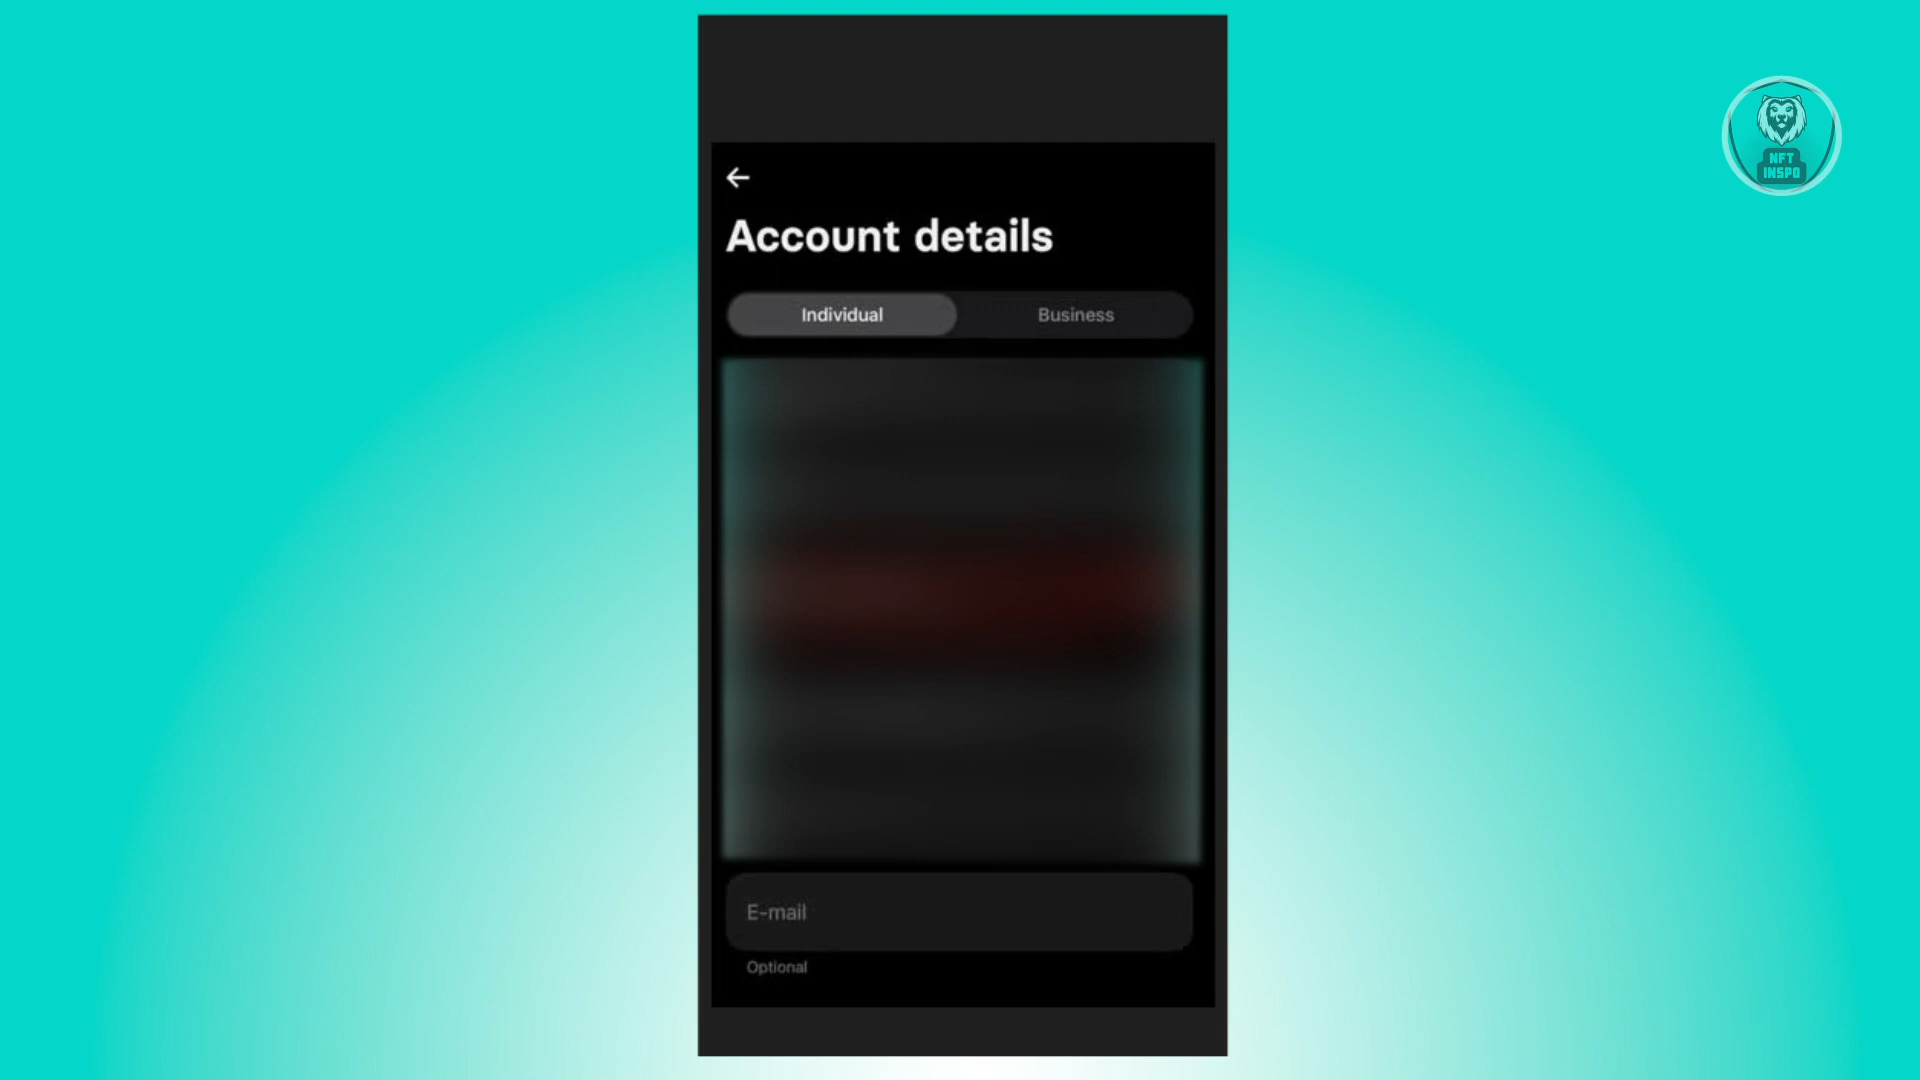 NFT
INSPO
Account details
Individual
Business
E-mail
Optional